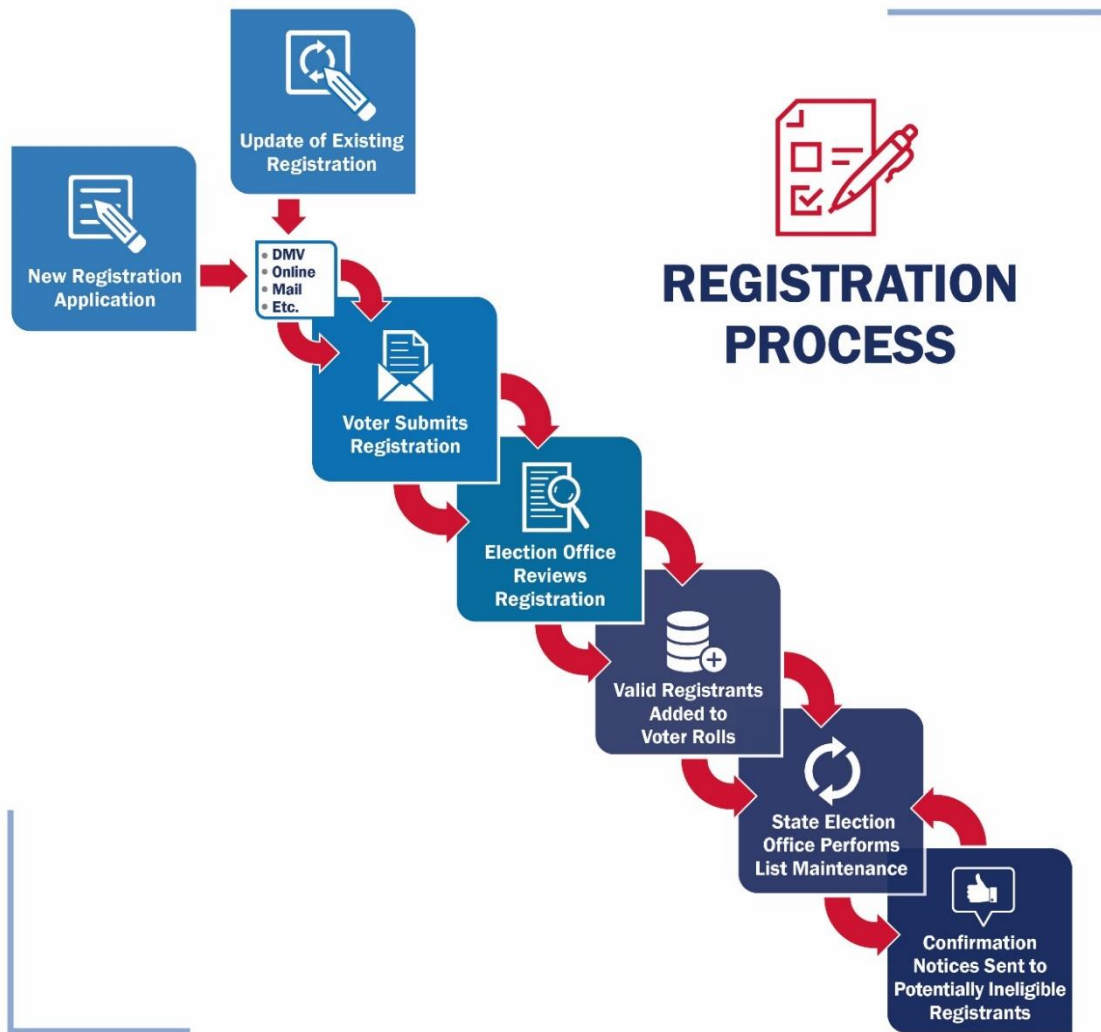 Update of Existing
Registration
New Registration
Application
• DMV
• Online
• Mail
• Etc.
REGISTRATION
PROCESS
Voter Submits
Registration
Election Office
Reviews
Registration
Valid Registrants
Added to
Voter Rolls
State Election
Office Performs
List Maintenance
Confirmation
Notices Sent to
Potentially Ineligible
Registrants